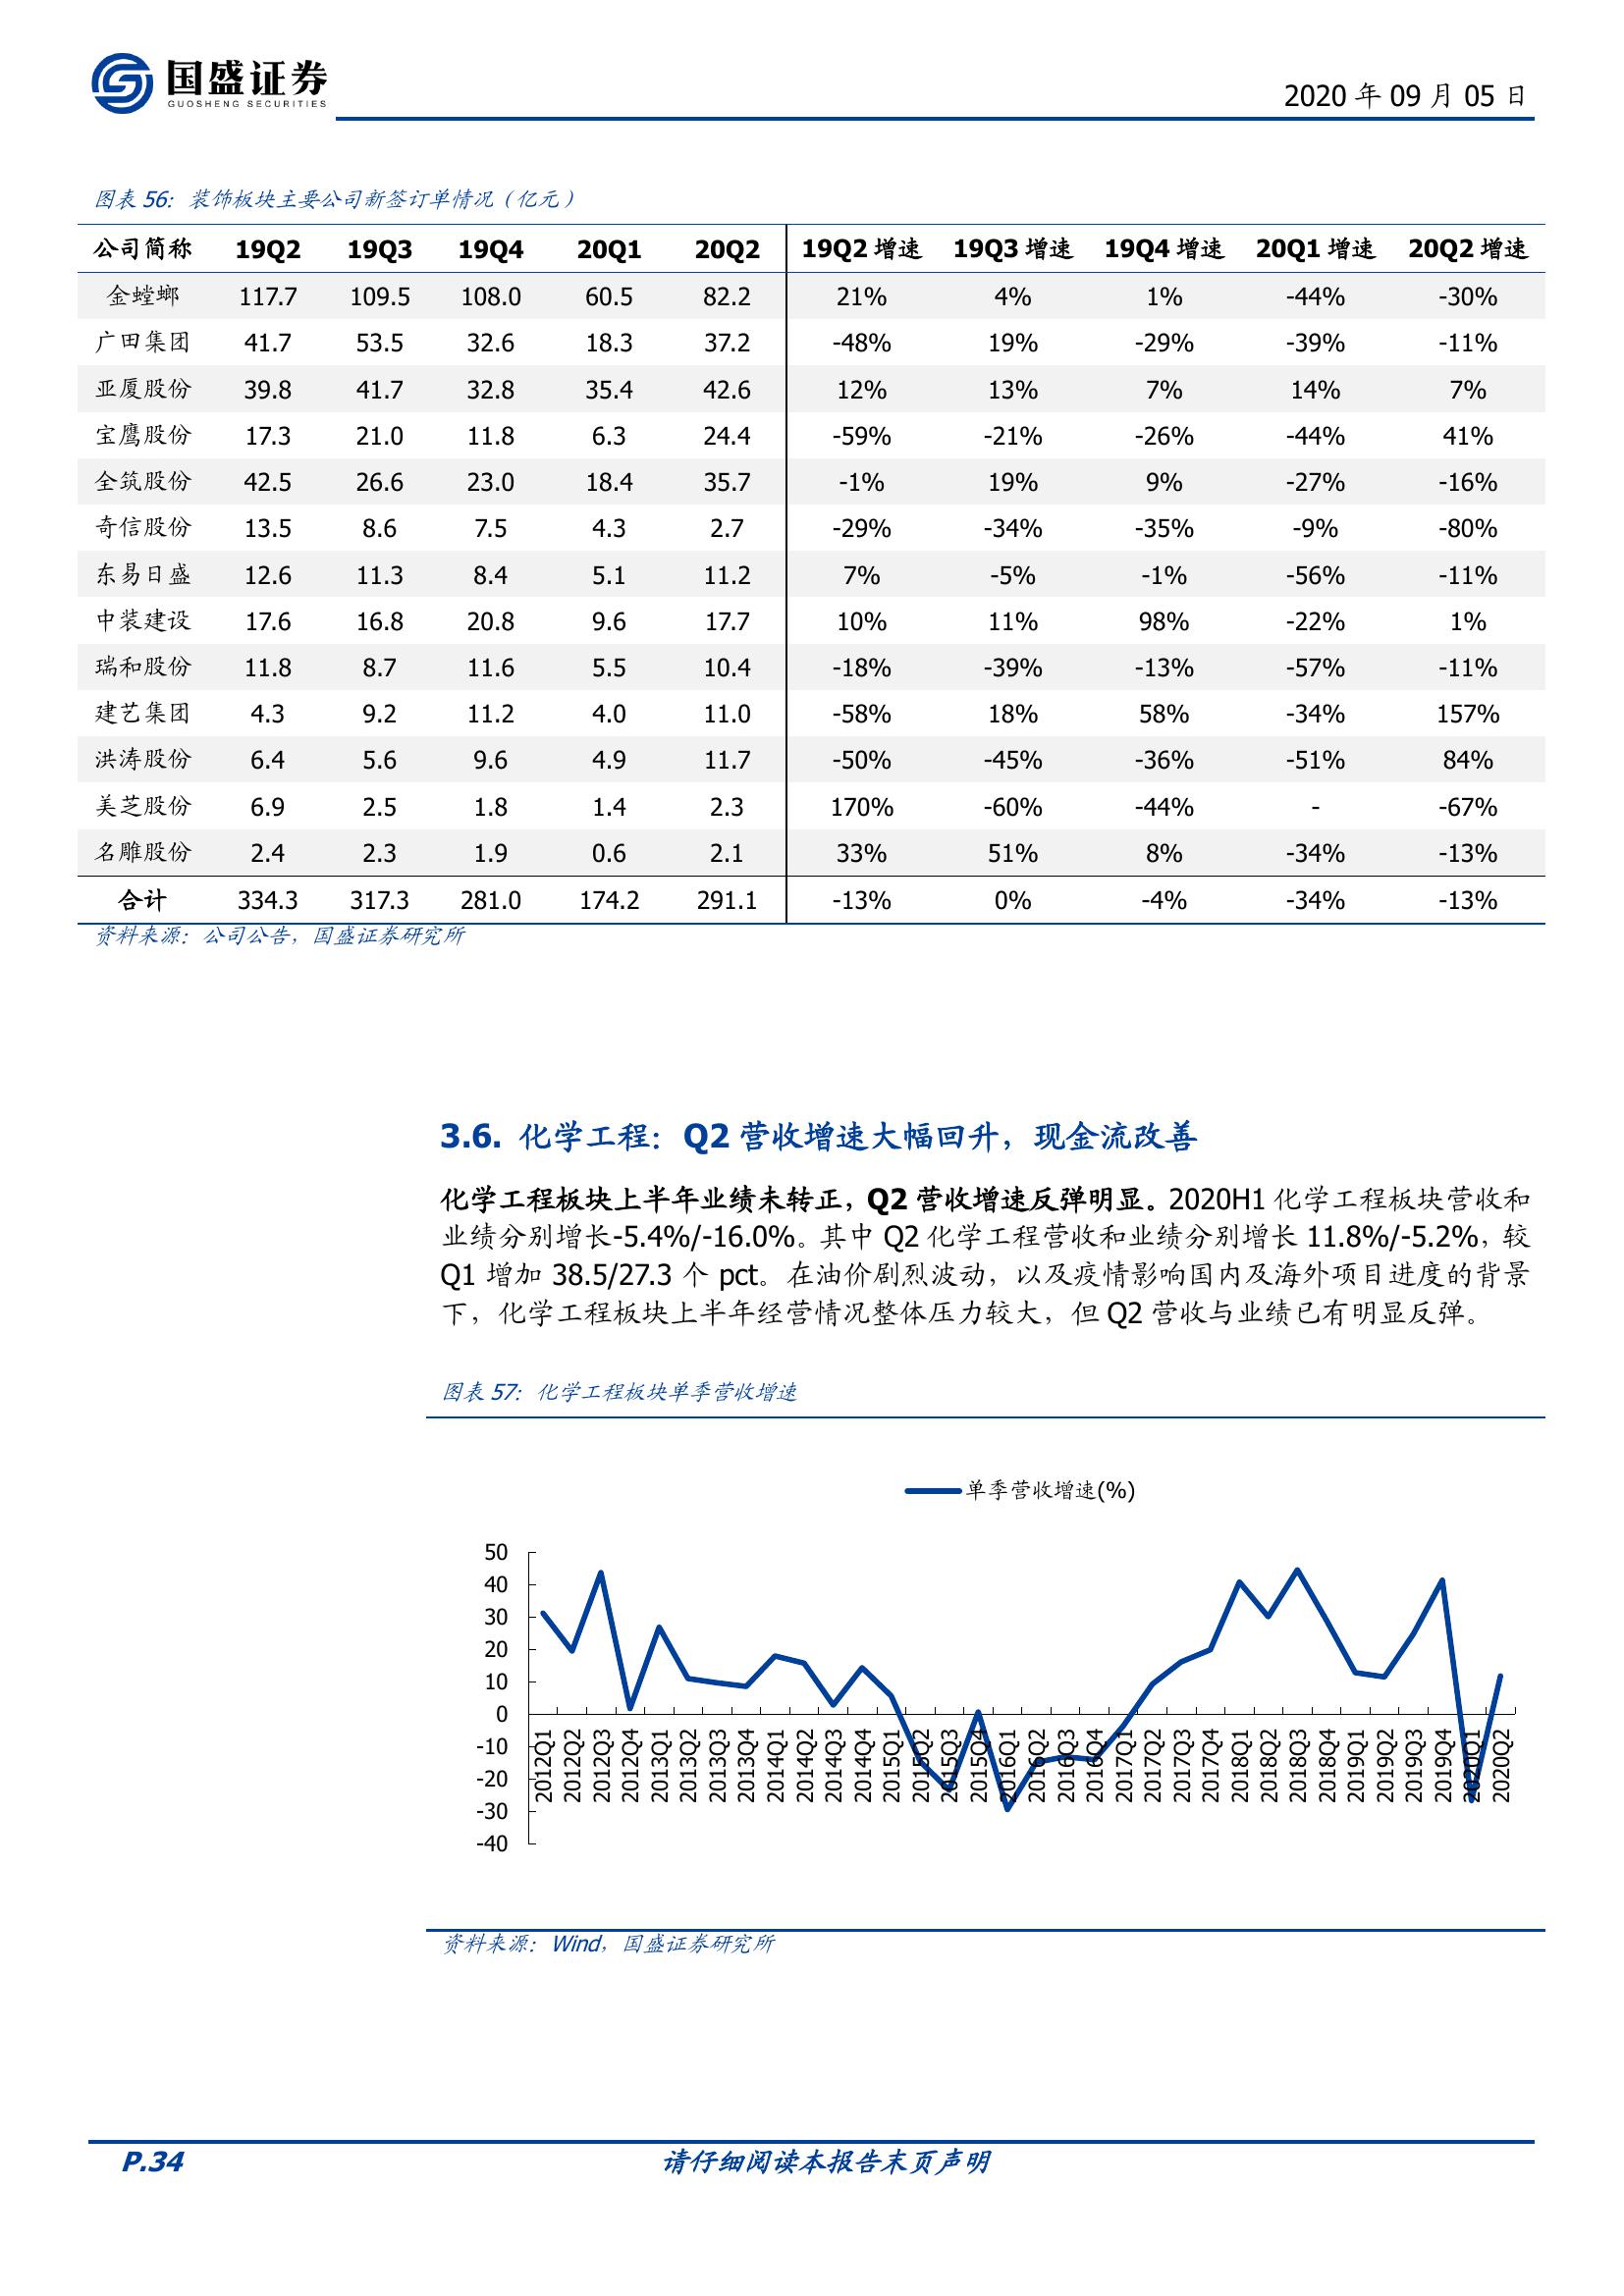 国盛证券
GUOSHENG SECURITIES
2020 年 09 月 05 日
图表 56：装饰板块主要公司新签订单情况（亿元）
公司简称 19Q2 19Q3 19Q4 20Q1 20Q2 19Q2 增速 19Q3 增速 19Q4 增速 20Q1 增速 20Q2 增速
金螳螂 117.7 109.5 108.0 60.5 82.2 21% 4% 1% -44% -30%
广田集团 41.7 53.5 32.6 18.3 37.2 -48% 19% -29% -39% -11%
亚厦股份 39.8 41.7 32.8 35.4 42.6 12% 13% 7% 14% 7%
宝鹰股份 17.3 21.0 11.8 6.3 24.4 -59% -21% -26% -44% 41%
全筑股份 42.5 26.6 23.0 18.4 35.7 -1% 19% 9% -27% -16%
奇信股份 13.5 8.6 7.5 4.3 2.7 -29% -34% -35% -9% -80%
东易日盛 12.6 11.3 8.4 5.1 11.2 7% -5% -1% -56% -11%
中装建设 17.6 16.8 20.8 9.6 17.7 10% 11% 98% -22% 1%
瑞和股份 11.8 8.7 11.6 5.5 10.4 -18% -39% -13% -57% -11%
建艺集团 4.3 9.2 11.2 4.0 11.0 -58% 18% 58% -34% 157%
洪涛股份 6.4 5.6 9.6 4.9 11.7 -50% -45% -36% -51% 84%
美芝股份 6.9 2.5 1.8 1.4 2.3 170% -60% -44% - -67%
名雕股份 2.4 2.3 1.9 0.6 2.1 33% 51% 8% -34% -13%
合计 334.3 317.3 281.0 174.2 291.1 -13% 0% -4% -34% -13%
资料来源：公司公告，国盛证券研究所
3.6. 化学工程：Q2 营收增速大幅回升，现金流改善
化学工程板块上半年业绩未转正，Q2 营收增速反弹明显。2020H1 化学工程板块营收和
业绩分别增长-5.4%/-16.0%。其中 Q2 化学工程营收和业绩分别增长 11.8%/-5.2%，较
Q1 增加 38.5/27.3 个 pct。在油价剧烈波动，以及疫情影响国内及海外项目进度的背景
下，化学工程板块上半年经营情况整体压力较大，但 Q2 营收与业绩已有明显反弹。
图表 57：化学工程板块单季营收增速
单季营收增速(%)
50
40
30
20
10
0
-10
-20
-30
-40
2012Q1 2012Q2 2012Q3 2012Q4 2013Q1 2013Q2 2013Q3 2013Q4 2014Q1 2014Q2 2014Q3 2014Q4 2015Q1 2015Q2 2015Q3 2015Q4 2016Q1 2016Q2 2016Q3 2016Q4 2017Q1 2017Q2 2017Q3 2017Q4 2018Q1 2018Q2 2018Q3 2018Q4 2019Q1 2019Q2 2019Q3 2019Q4 2020Q1 2020Q2
资料来源：Wind，国盛证券研究所
P.34 请仔细阅读本报告末页声明